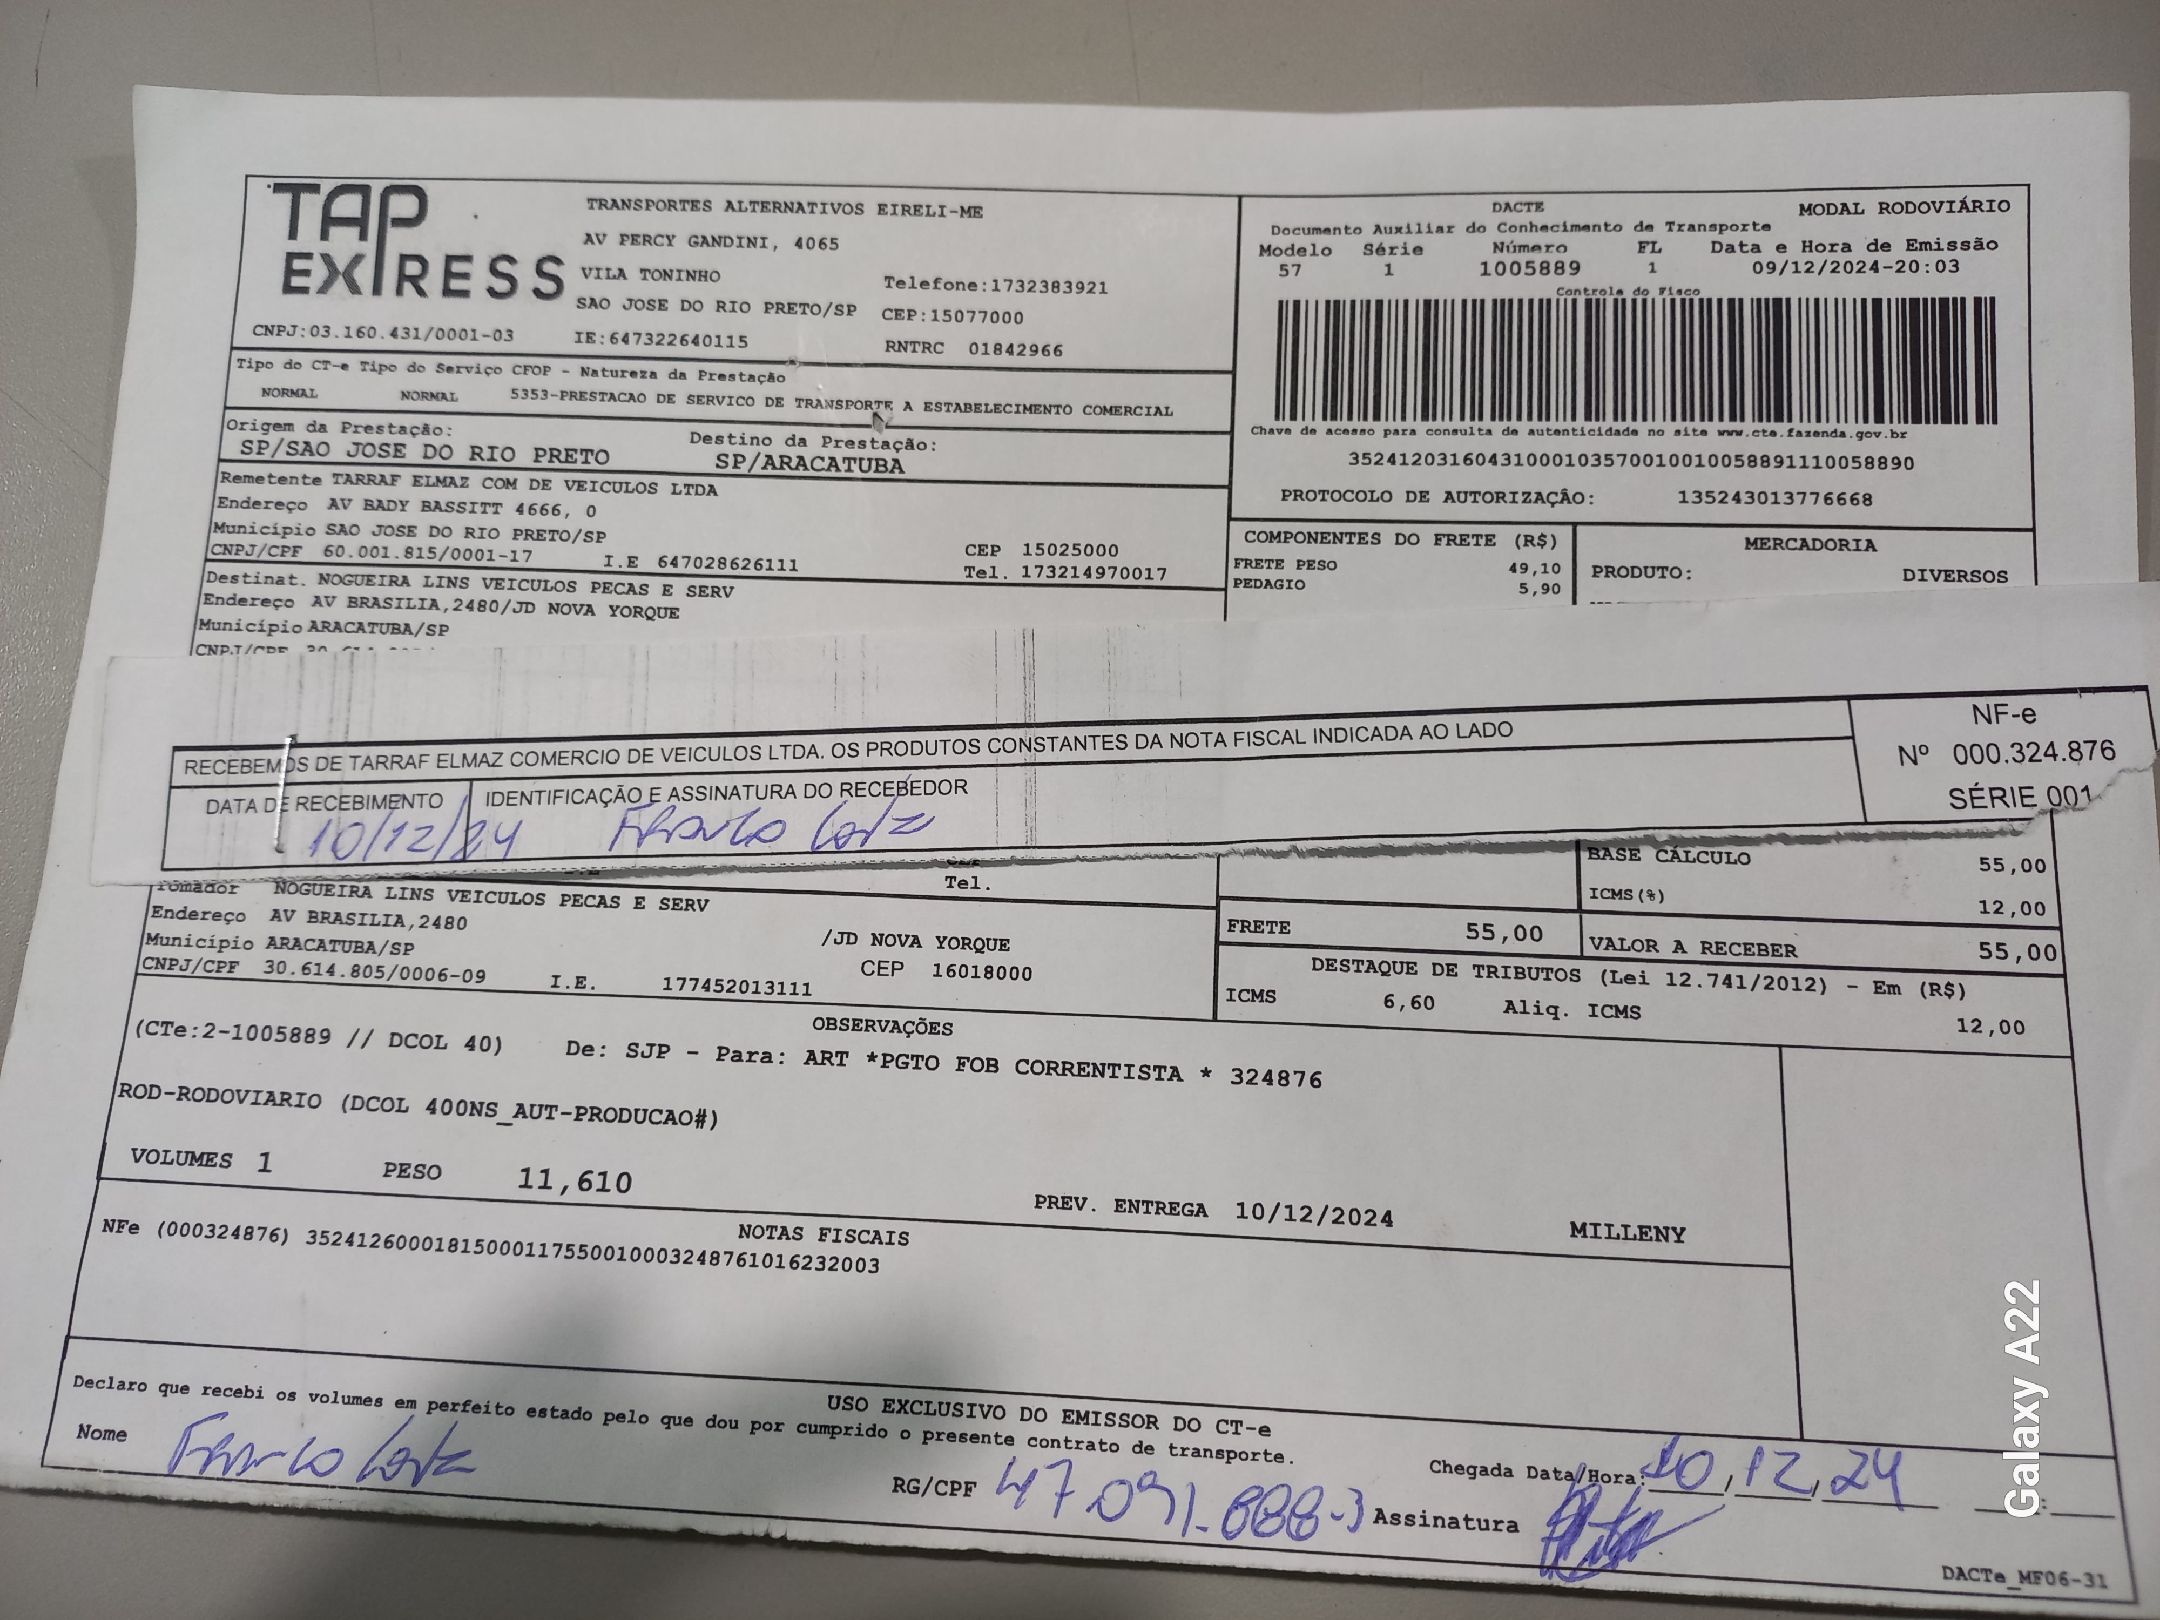 TAP EXPRESS
TRANSPORTES ALTERNATIVOS EIRELI-ME
AV PERCY GANDINI, 4065
VILA TONINHO
Telefone:1732383921
SAO JOSE DO RIO PRETO/SP CEP:15077000
CNPJ:03.160.431/0001-03 IE:647322640115 RNTRC 01842966
DACTE MODAL RODOVIÁRIO
Documento Auxiliar do Conhecimento de Transporte
Modelo Série Número FL Data e Hora de Emissão
57 1 1005889 1 09/12/2024-20:03
Controle do Fisco
Chave de acesso para consulta de autenticidade no site www.cte.fazenda.gov.br
35241203160431000103570010010058891110058890
PROTOCOLO DE AUTORIZAÇÃO: 135243013776668
Tipo do CT-e Tipo do Serviço CFOP - Natureza da Prestação
NORMAL NORMAL 5353-PRESTACAO DE SERVICO DE TRANSPORTE A ESTABELECIMENTO COMERCIAL
Origem da Prestação: Destino da Prestação:
SP/SAO JOSE DO RIO PRETO SP/ARACATUBA
Remetente TARRAF ELMAZ COM DE VEICULOS LTDA
Endereço AV BADY BASSITT 4666, 0
Município SAO JOSE DO RIO PRETO/SP CEP 15025000
CNPJ/CPF 60.001.815/0001-17 I.E 647028626111 Tel. 173214970017
COMPONENTES DO FRETE (R$) MERCADORIA
FRETE PESO 49,10 PRODUTO: DIVERSOS
PEDAGIO 5,90
Destinat. NOGUEIRA LINS VEICULOS PECAS E SERV
Endereço AV BRASILIA,2480/JD NOVA YORQUE
Município ARACATUBA/SP
CNPJ/CPF
RECEBEMOS DE TARRAF ELMAZ COMERCIO DE VEICULOS LTDA. OS PRODUTOS CONSTANTES DA NOTA FISCAL INDICADA AO LADO
NF-e
Nº 000.324.876
SÉRIE 001
DATA DE RECEBIMENTO IDENTIFICAÇÃO E ASSINATURA DO RECEBEDOR
10/12/24
Tel.
BASE CÁLCULO 55,00
ICMS(%) 12,00
Tomador NOGUEIRA LINS VEICULOS PECAS E SERV
Endereço AV BRASILIA,2480 /JD NOVA YORQUE
Município ARACATUBA/SP CEP 16018000
CNPJ/CPF 30.614.805/0006-09 I.E. 177452013111
FRETE 55,00 VALOR A RECEBER 55,00
DESTAQUE DE TRIBUTOS (Lei 12.741/2012) - Em (R$)
ICMS 6,60 Aliq. ICMS 12,00
OBSERVAÇÕES
(CTe:2-1005889 // DCOL 40) De: SJP - Para: ART *PGTO FOB CORRENTISTA * 324876
ROD-RODOVIARIO (DCOL 400NS_AUT-PRODUCAO#)
VOLUMES 1 PESO 11,610 PREV. ENTREGA 10/12/2024 MILLENY
NOTAS FISCAIS
NFe (000324876) 35241260001815000117550010003248761016232003
USO EXCLUSIVO DO EMISSOR DO CT-e
Declaro que recebi os volumes em perfeito estado pelo que dou por cumprido o presente contrato de transporte.
Nome
RG/CPF 47.091.888-3 Assinatura
Chegada Data/Hora: 10,12,24 :
DACTe_MF06-31
Galaxy A22